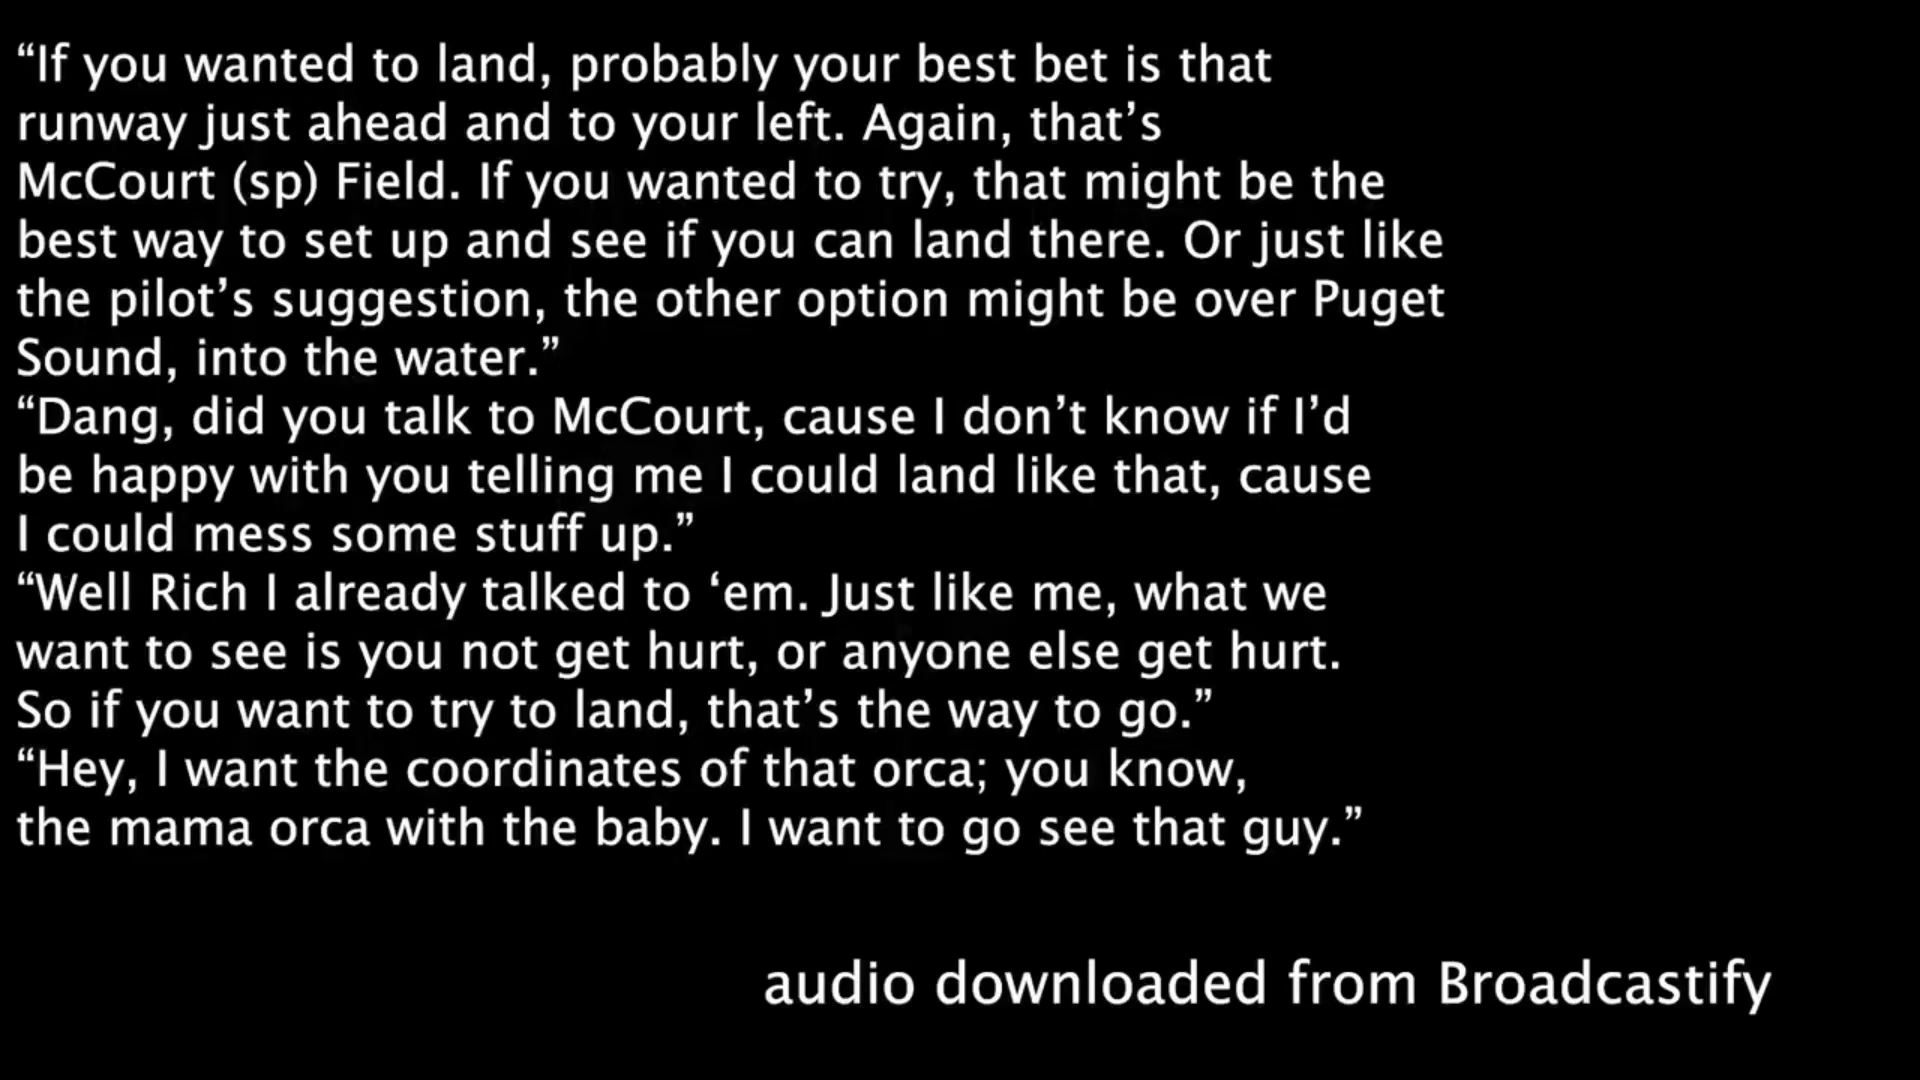 “If you wanted to land, probably your best bet is that
runway just ahead and to your left. Again, that’s
McCourt (sp) Field. If you wanted to try, that might be the
best way to set up and see if you can land there. Or just like
the pilot’s suggestion, the other option might be over Puget
Sound, into the water.”
“Dang, did you talk to McCourt, cause I don’t know if I’d
be happy with you telling me I could land like that, cause
I could mess some stuff up.”
“Well Rich I already talked to ‘em. Just like me, what we
want to see is you not get hurt, or anyone else get hurt.
So if you want to try to land, that’s the way to go.”
“Hey, I want the coordinates of that orca; you know,
the mama orca with the baby. I want to go see that guy.”
audio downloaded from Broadcastify